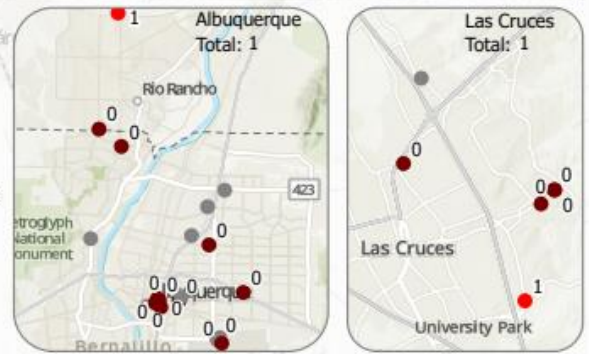 Albuquerque
Total: 1
1
Rio Rancho
0
0
423
etroglyph
National
onument
0
0
0 0 0
querque
0 0
0 0
Bernalillo
Las Cruces
Total: 1
0
0
0
0
Las Cruces
1
University Park